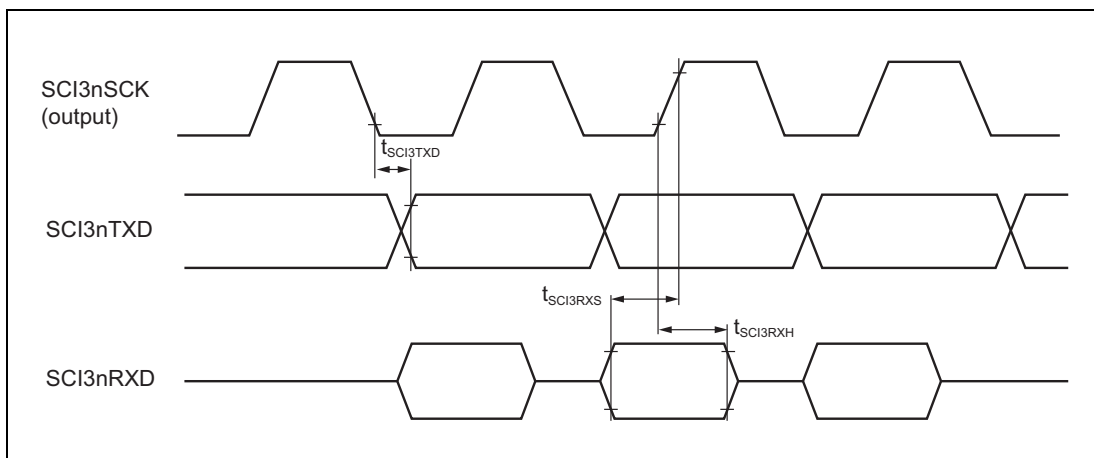 SCI3nSCK
(output)
tSCI3TXD
SCI3nTXD
tSCI3RXS
tSCI3RXH
SCI3nRXD